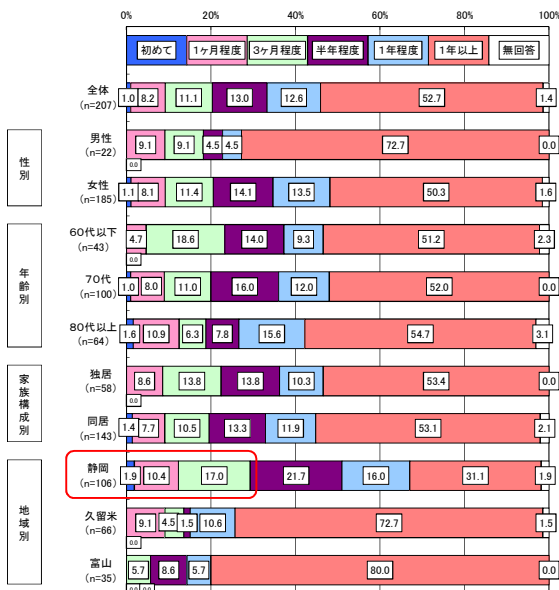 0% 20% 40% 60% 80% 100%
初めて 1ヶ月程度 3ヶ月程度 半年程度 1年程度 1年以上 無回答
全体
(n=207)
1.0 8.2 11.1 13.0 12.6 52.7 1.4
性別
男性
(n=22)
9.1 9.1 4.5 4.5 72.7 0.0
0.0
女性
(n=185)
1.1 8.1 11.4 14.1 13.5 50.3 1.6
年齢別
60代以下
(n=43)
4.7 18.6 14.0 9.3 51.2 2.3
0.0
70代
(n=100)
1.0 8.0 11.0 16.0 12.0 52.0 0.0
80代以上
(n=64)
1.6 10.9 6.3 7.8 15.6 54.7 3.1
家族構成別
独居
(n=58)
8.6 13.8 13.8 10.3 53.4 0.0
0.0
同居
(n=143)
1.4 7.7 10.5 13.3 11.9 53.1 2.1
地域別
静岡
(n=106)
1.9 10.4 17.0 21.7 16.0 31.1 1.9
久留米
(n=66)
9.1 4.5 1.5 10.6 72.7 1.5
0.0
富山
(n=35)
5.7 8.6 5.7 80.0 0.0
0.0 0.0